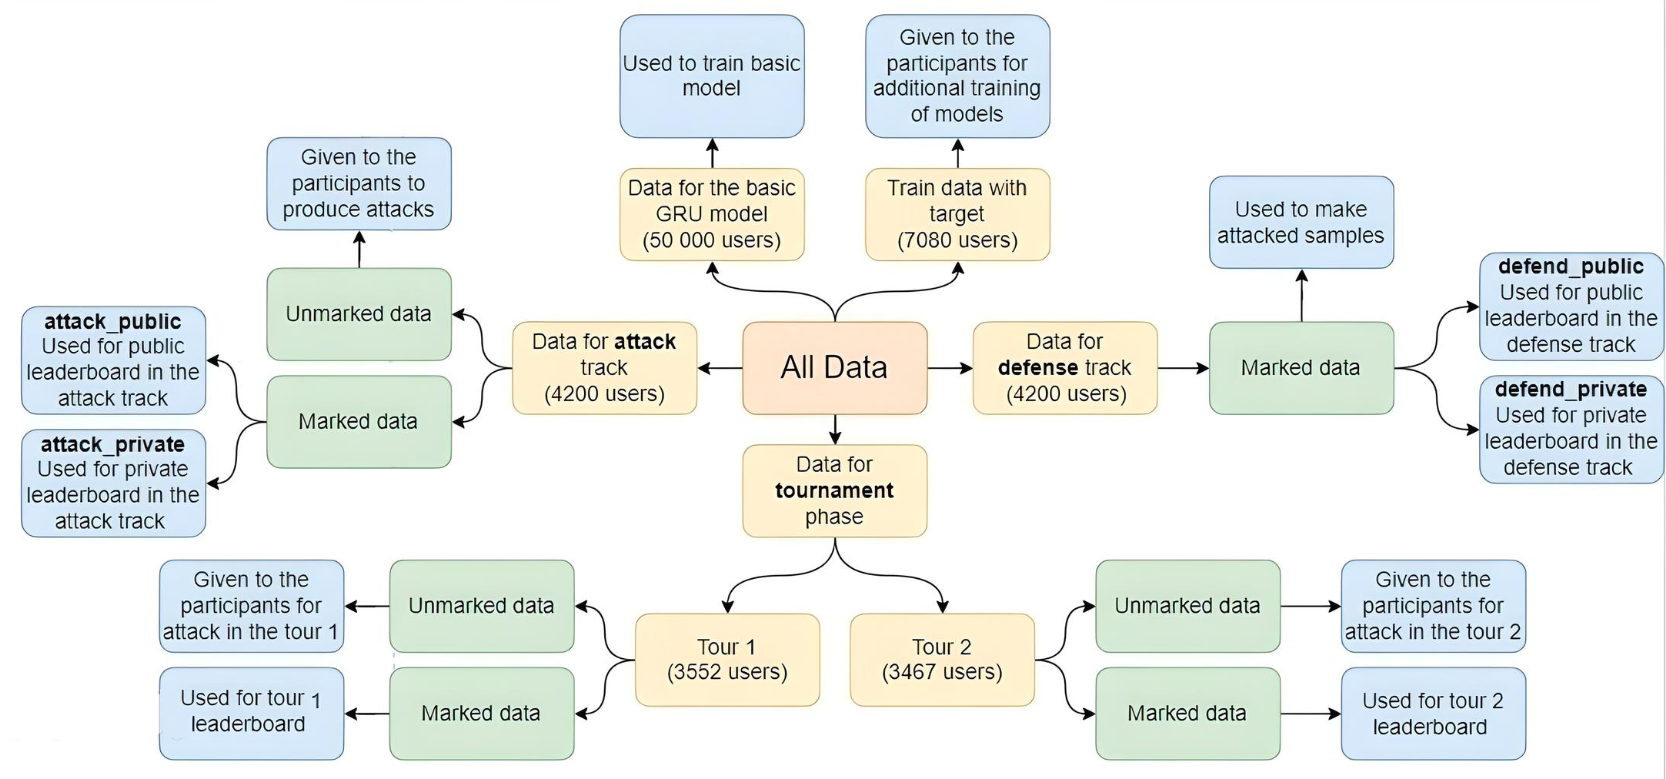 Used to train basic
model
Given to the
participants for
additional training
of models
Given to the
participants to
produce attacks
Data for the basic
GRU model
(50 000 users)
Train data with
target
(7080 users)
Used to make
attacked samples
Unmarked data
defend_public
Used for public
leaderboard in the
defense track
attack_public
Used for public
leaderboard in the
attack track
Data for attack
track
(4200 users)
All Data
Data for
defense track
(4200 users)
Marked data
Marked data
defend_private
Used for private
leaderboard in the
defense track
attack_private
Used for private
leaderboard in the
attack track
Data for
tournament
phase
Given to the
participants for
attack in the tour 1
Unmarked data
Unmarked data
Given to the
participants for
attack in the tour 2
Tour 1
(3552 users)
Tour 2
(3467 users)
Used for tour 1
leaderboard
Marked data
Marked data
Used for tour 2
leaderboard